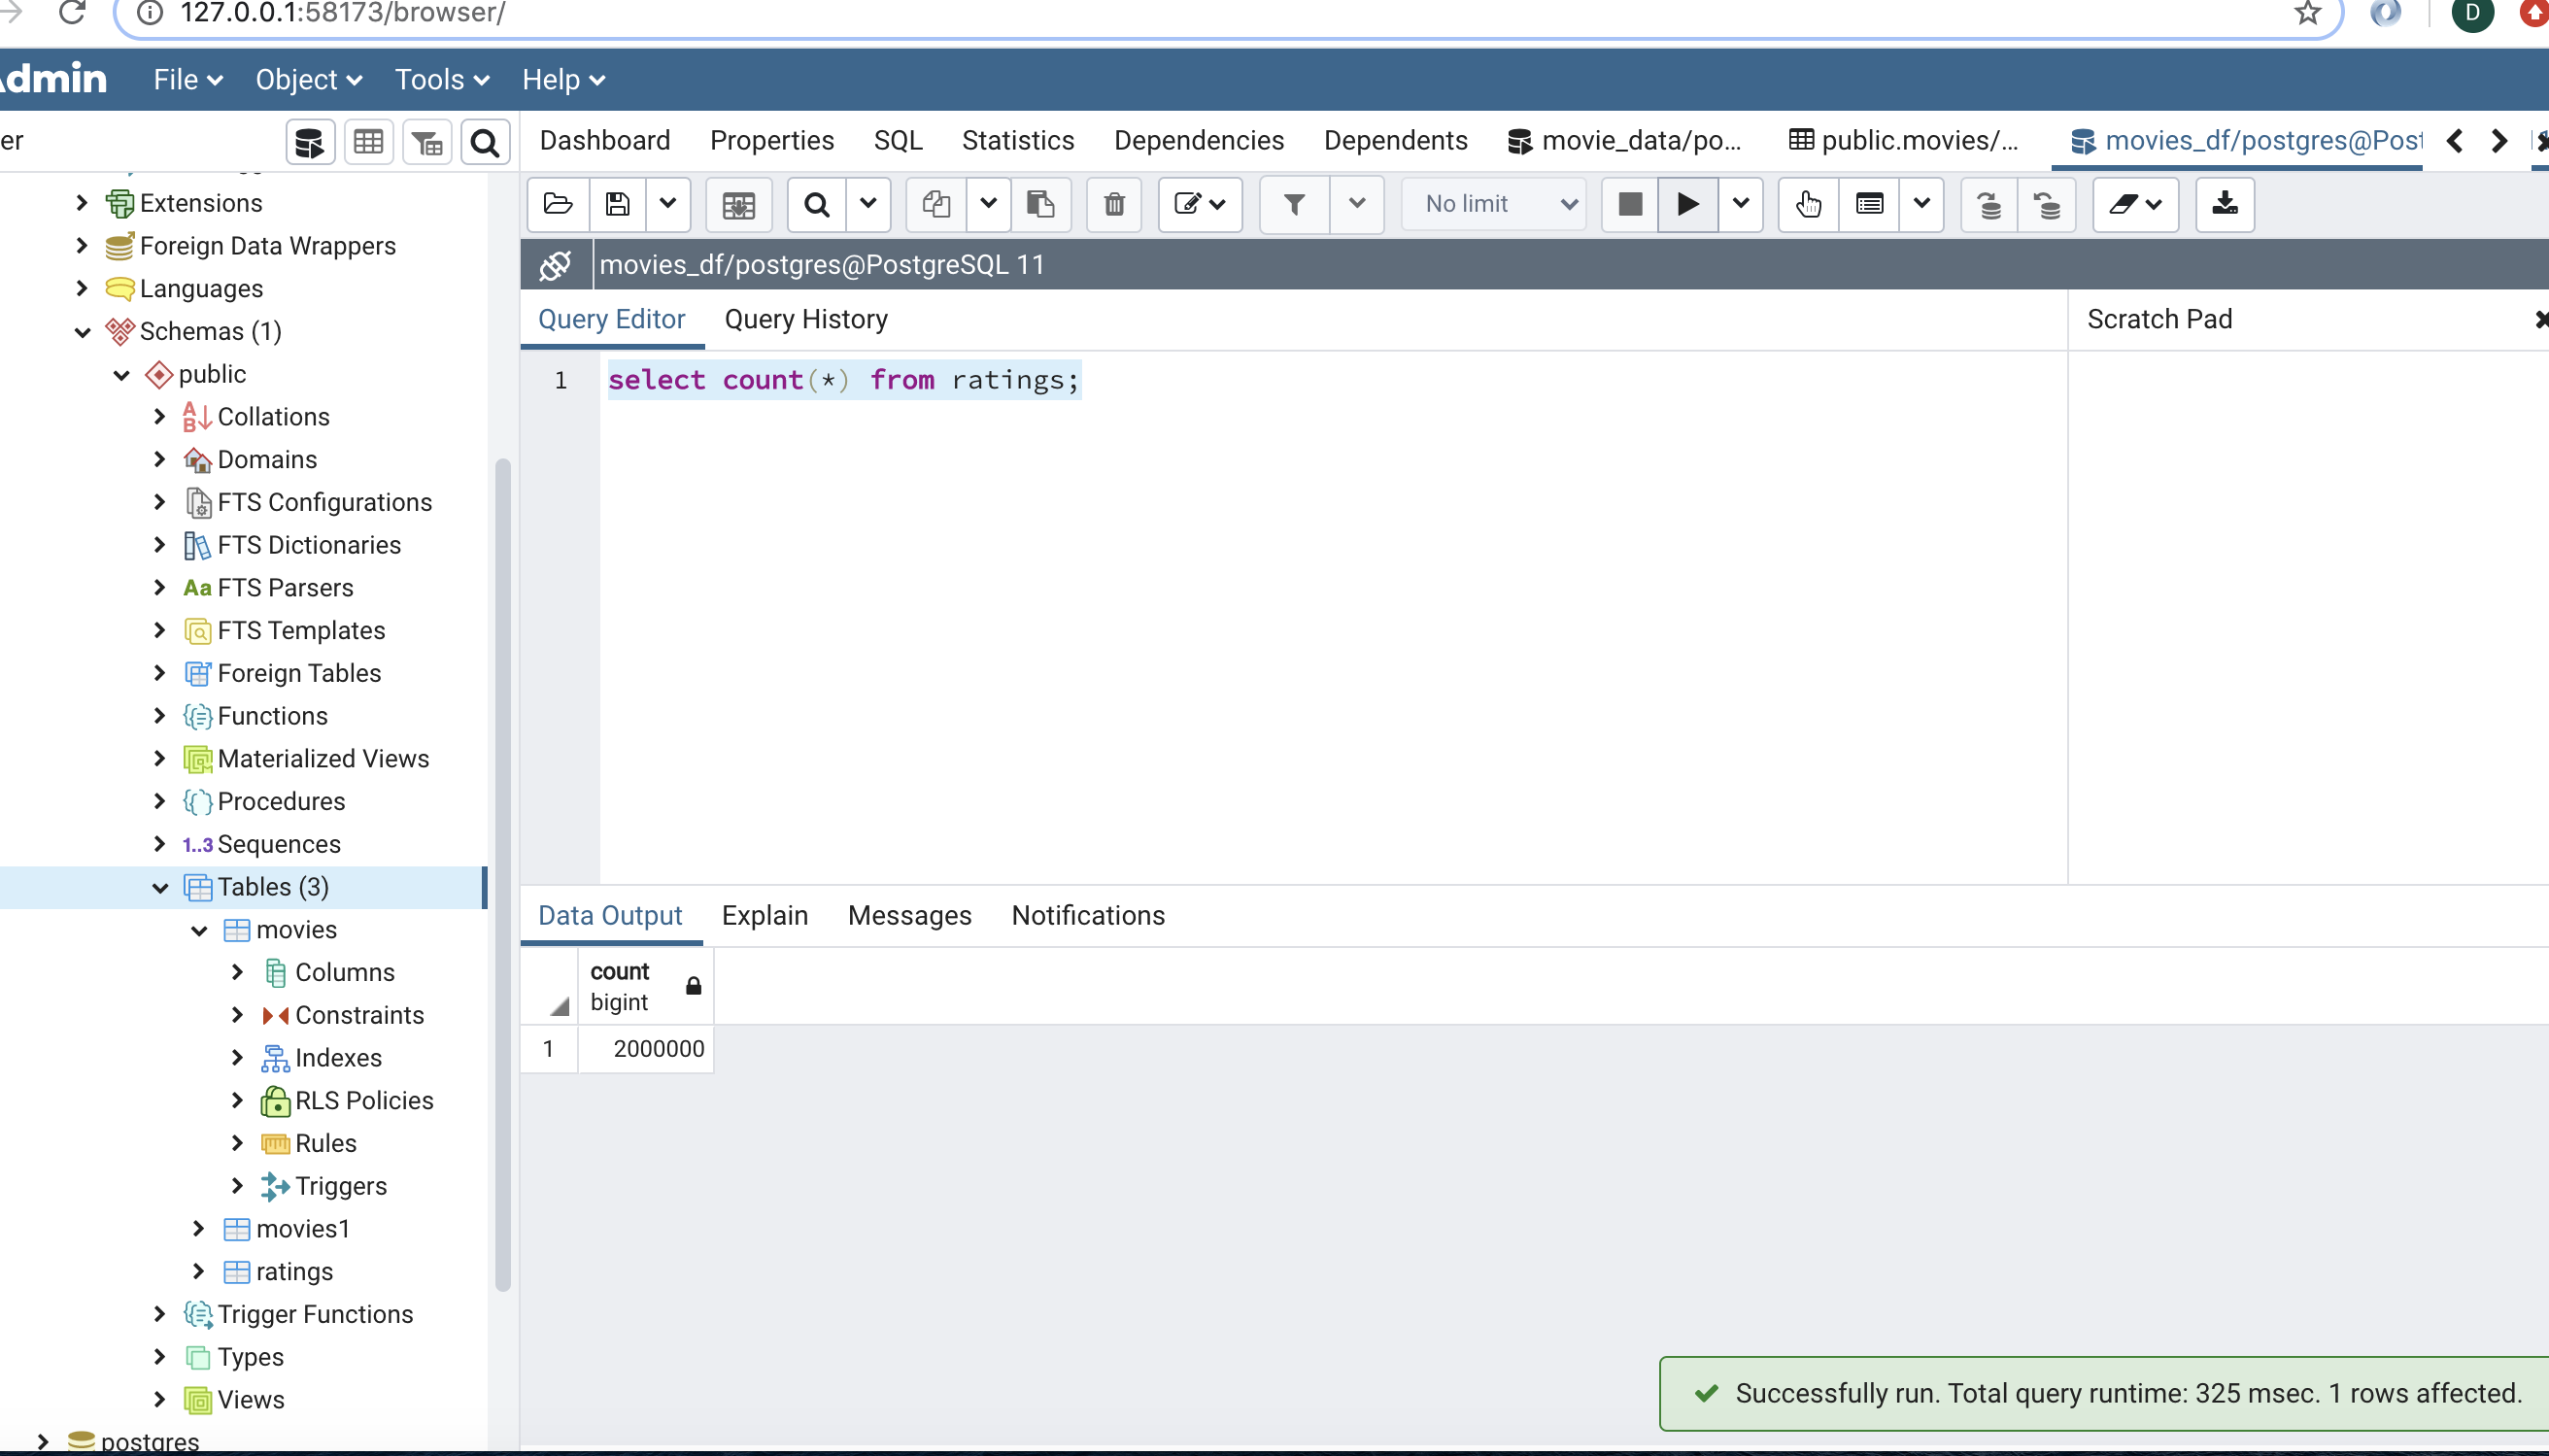 127.0.0.1:58173/browser/
D
Admin File Object Tools Help
er
Dashboard Properties SQL Statistics Dependencies Dependents movie_data/po... public.movies/... movies_df/postgres@Post
No limit
movies_df/postgres@PostgreSQL 11
Query Editor Query History
Scratch Pad
1 select count(*) from ratings;
Extensions
Foreign Data Wrappers
Languages
Schemas (1)
public
Collations
Domains
FTS Configurations
FTS Dictionaries
Aa FTS Parsers
FTS Templates
Foreign Tables
Functions
Materialized Views
Procedures
1..3 Sequences
Tables (3)
movies
Columns
Constraints
Indexes
RLS Policies
Rules
Triggers
movies1
ratings
Trigger Functions
Types
Views
postgres
Data Output Explain Messages Notifications
count
bigint
1 2000000
Successfully run. Total query runtime: 325 msec. 1 rows affected.